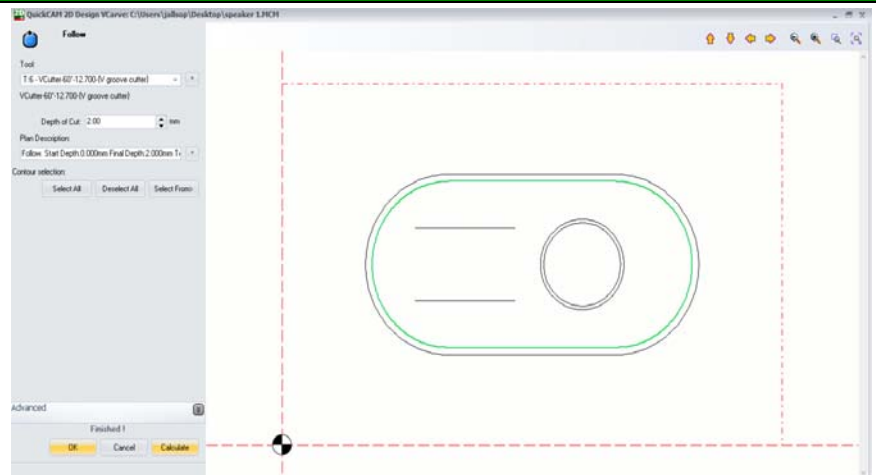 QuickCAM 2D Design VCarve: C:\Users\jalloop\Desktop\speaker 1.MCM
Follow
Tool
T:6 - VCutter-60°-12.700-(V groove cutter)
VCutter-60°-12.700-(V groove cutter)
Depth of Cut: 2.00 mm
Plan Description:
Follow: Start Depth:0.000mm Final Depth:2.000mm
Contour selection:
Select All Deselect All Select From>
Advanced
Finished !
OK Cancel Calculate